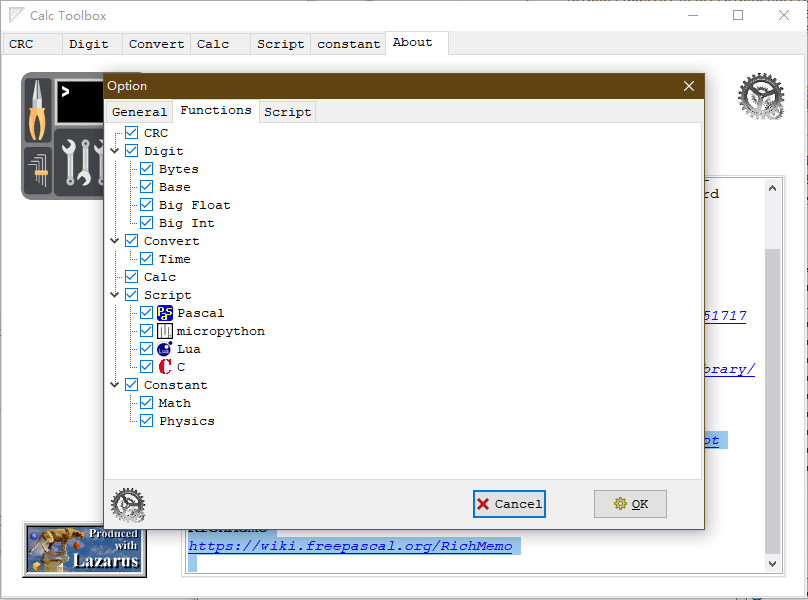 Calc Toolbox
CRC Digit Convert Calc Script constant About
Option
General Functions Script
CRC
Digit
Bytes
Base
Big Float
Big Int
Convert
Time
Calc
Script
Pascal
micropython
Lua
C
Constant
Math
Physics
Cancel OK
rd
51717
brary/
ot
Produced
with
Lazarus
RichMemo
https://wiki.freepascal.org/RichMemo